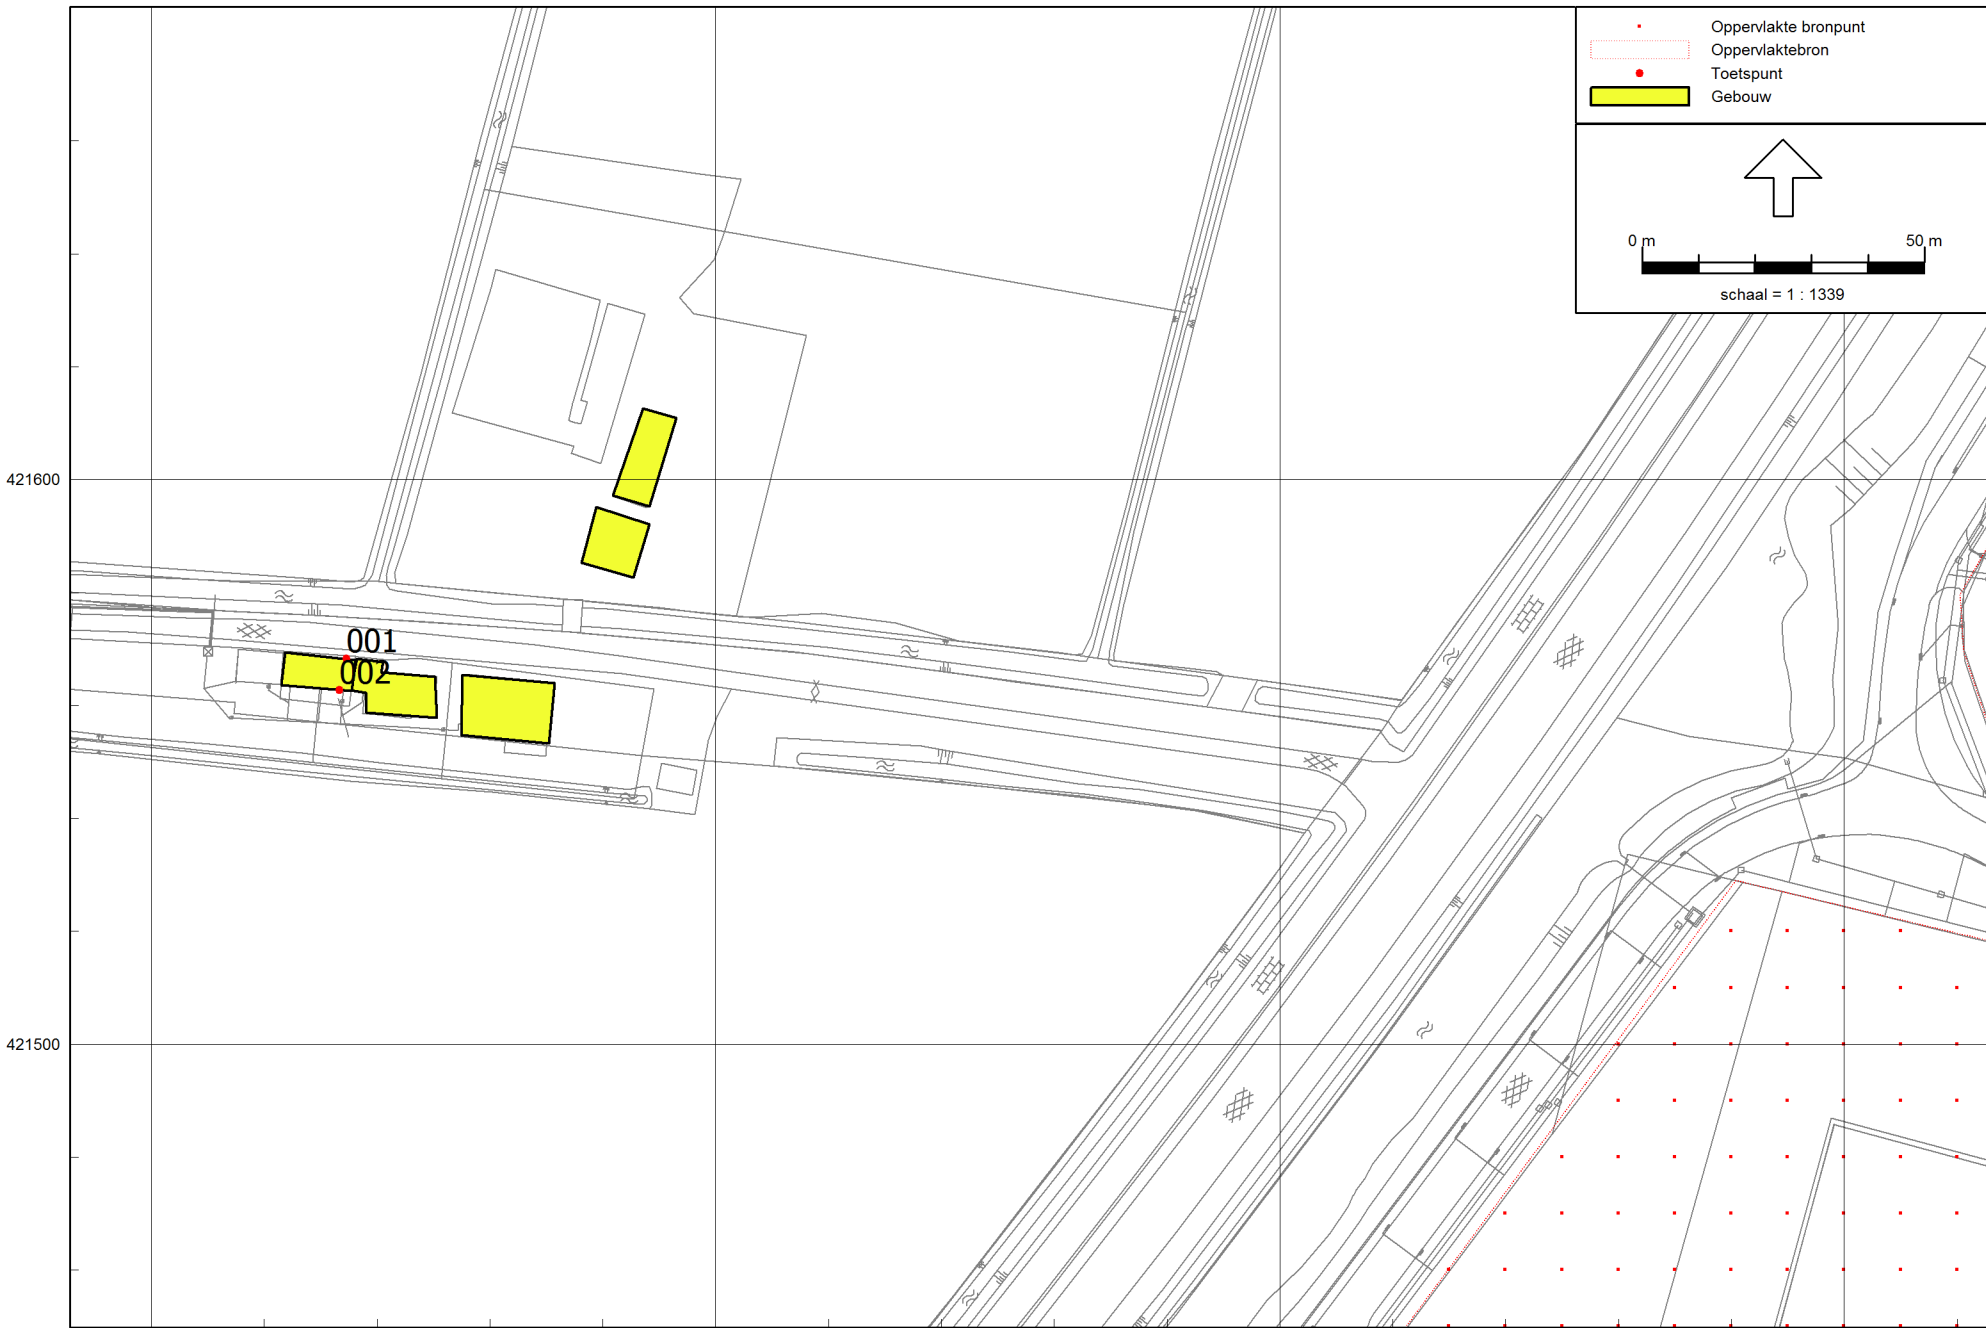 Oppervlakte bronpunt
Oppervlaktebron
Toetspunt
Gebouw
0 m 50 m
schaal = 1 : 1339
421600
001
002
421500